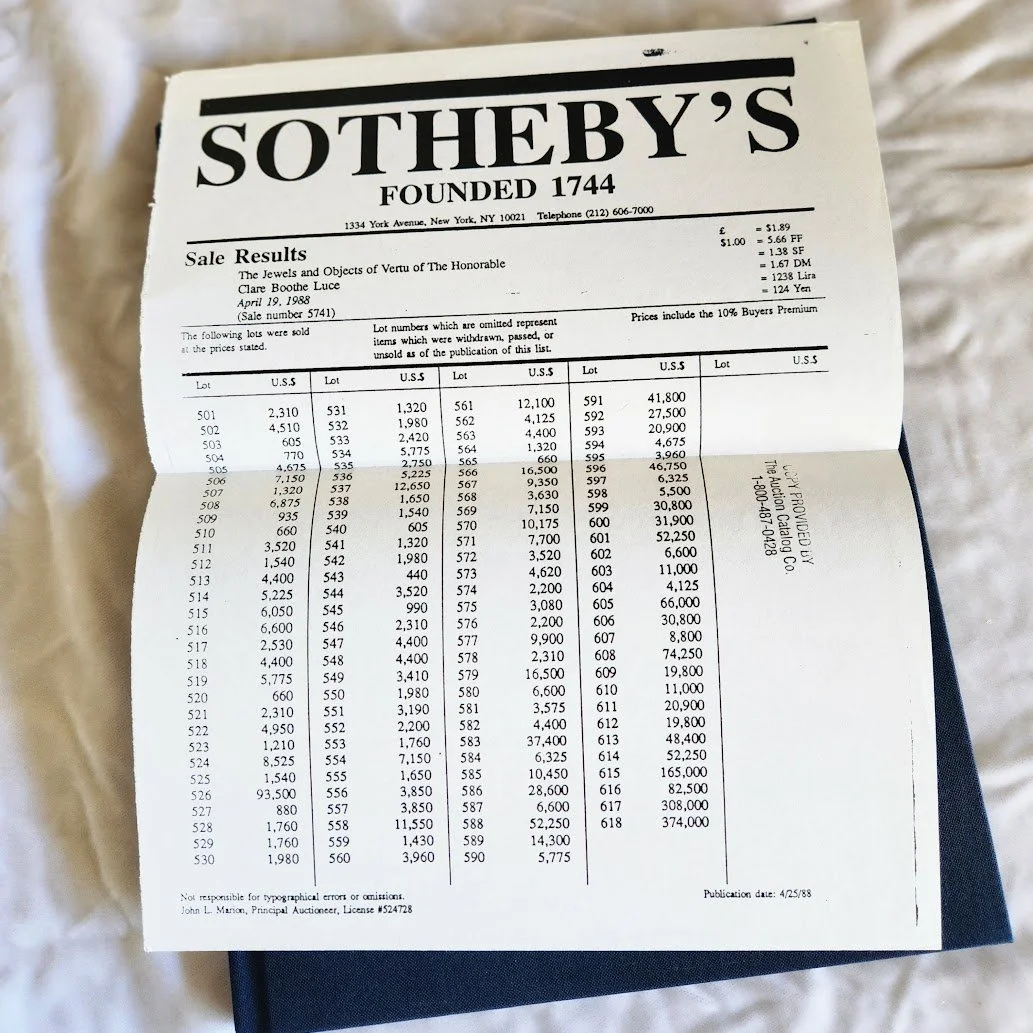 SOTHEBY'S
FOUNDED 1744
1334 York Avenue, New York, NY 10021 Telephone (212) 606-7000
Sale Results
The Jewels and Objects of Vertu of The Honorable
Clare Boothe Luce
April 19, 1988
(Sale number 5741)
£ = $1.89
$1.00 = 5.66 FF
= 1.38 SF
= 1.67 DM
= 1238 Lira
= 124 Yen
The following lots were sold
at the prices stated.
Lot numbers which are omitted represent
items which were withdrawn, passed, or
unsold as of the publication of this list.
Prices include the 10% Buyers Premium
Lot U.S.$ Lot U.S.$ Lot U.S.$ Lot U.S.$ Lot U.S.$
501 2,310 531 1,320 561 12,100 591 41,800
502 4,510 532 1,980 562 4,125 592 27,500
503 605 533 2,420 563 4,400 593 20,900
504 770 534 5,775 564 1,320 594 4,675
505 4,675 535 2,750 565 660 595 3,960
506 7,150 536 5,225 566 16,500 596 46,750
507 1,320 537 12,650 567 9,350 597 6,325
508 6,875 538 1,650 568 3,630 598 5,500
509 935 539 1,540 569 7,150 599 30,800
510 660 540 605 570 10,175 600 31,900
511 3,520 541 1,320 571 7,700 601 52,250
512 1,540 542 1,980 572 3,520 602 6,600
513 4,400 543 440 573 4,620 603 11,000
514 5,225 544 3,520 574 2,200 604 4,125
515 6,050 545 990 575 3,080 605 66,000
516 6,600 546 2,310 576 2,200 606 30,800
517 2,530 547 4,400 577 9,900 607 8,800
518 4,400 548 4,400 578 2,310 608 74,250
519 5,775 549 3,410 579 16,500 609 19,800
520 660 550 1,980 580 6,600 610 11,000
521 2,310 551 3,190 581 3,575 611 20,900
522 4,950 552 2,200 582 4,400 612 19,800
523 1,210 553 1,760 583 37,400 613 48,400
524 8,525 554 7,150 584 6,325 614 52,250
525 1,540 555 1,650 585 10,450 615 165,000
526 93,500 556 3,850 586 28,600 616 82,500
527 880 557 3,850 587 6,600 617 308,000
528 1,760 558 11,550 588 52,250 618 374,000
529 1,760 559 1,430 589 14,300
530 1,980 560 3,960 590 5,775
COPY PROVIDED BY
The Auction Catalog Co.
1-800-487-0428
Not responsible for typographical errors or omissions.
John L. Marion, Principal Auctioneer, License #524728
Publication date: 4/25/88